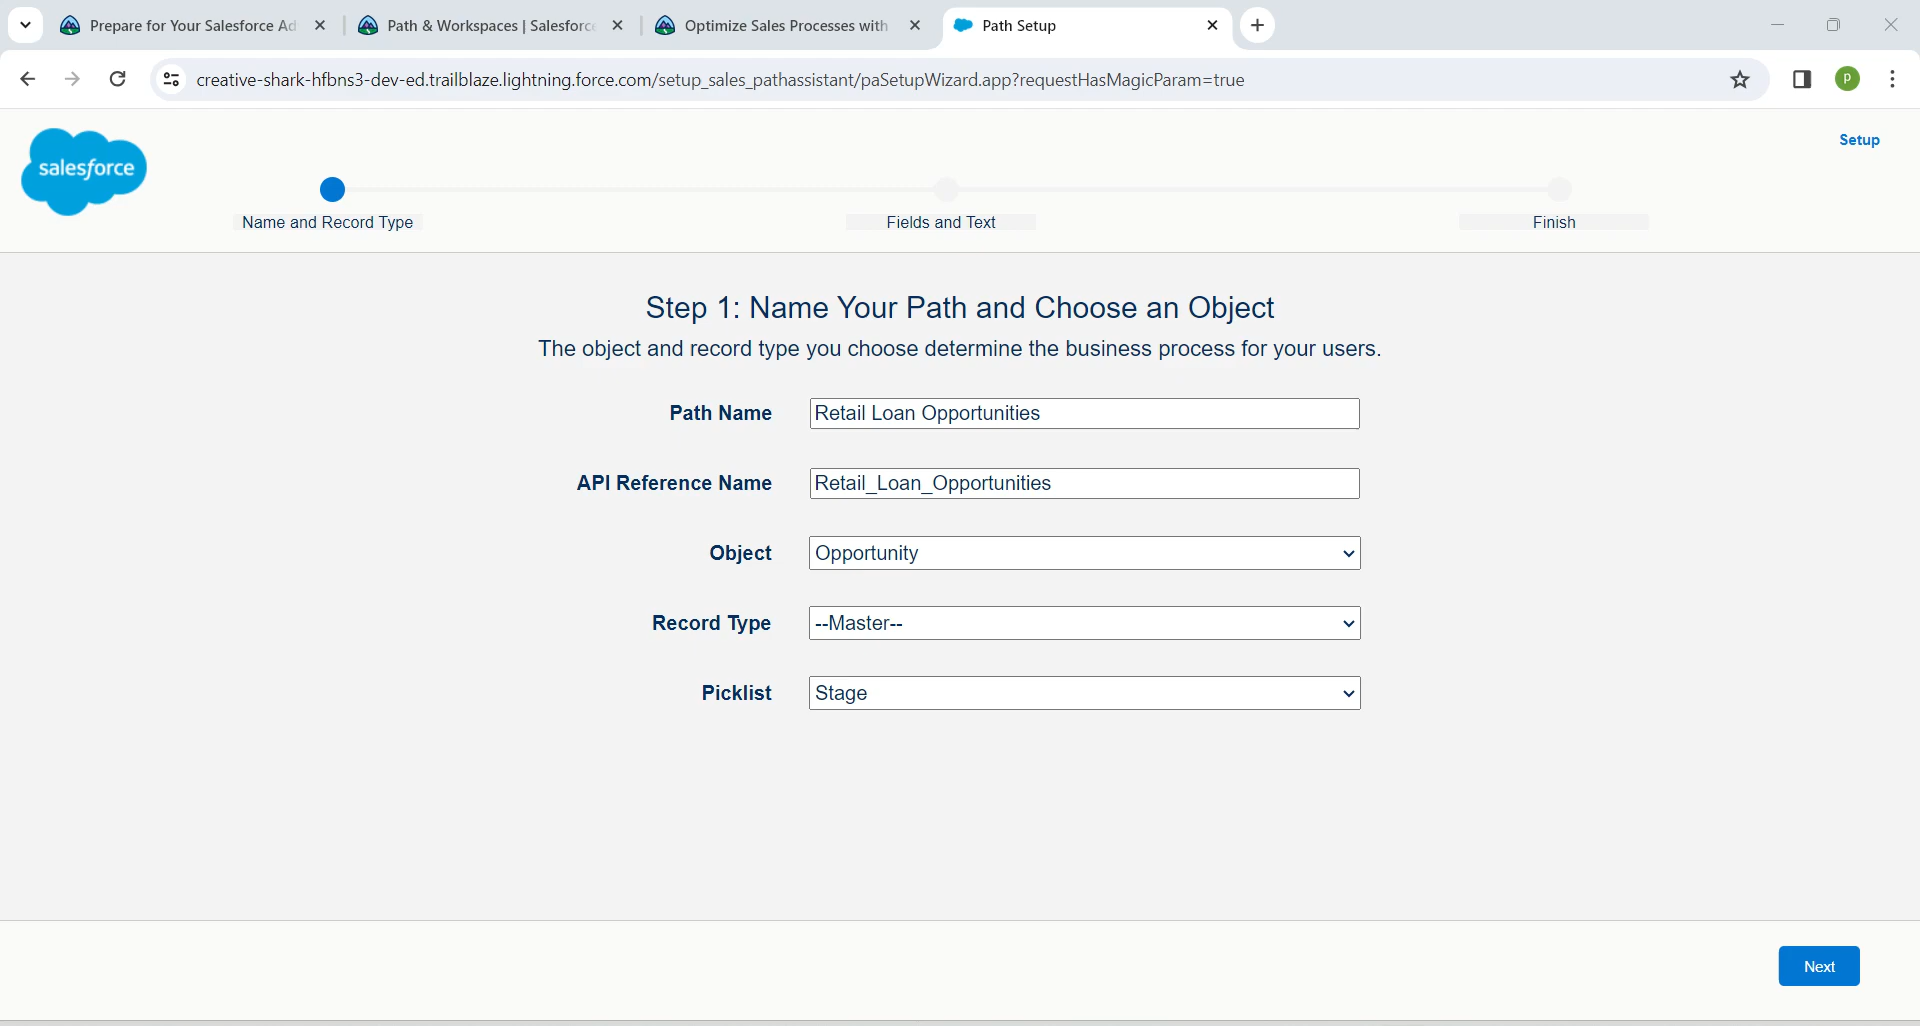 Prepare for Your Salesforce Ad
Path & Workspaces | Salesforc
Optimize Sales Processes with
Path Setup
creative-shark-hfbns3-dev-ed.trailblaze.lightning.force.com/setup_sales_pathassistant/paSetupWizard.app?requestHasMagicParam=true
P
salesforce
Setup
Name and Record Type
Fields and Text
Finish
Step 1: Name Your Path and Choose an Object
The object and record type you choose determine the business process for your users.
Path Name Retail Loan Opportunities
API Reference Name Retail_Loan_Opportunities
Object Opportunity
Record Type --Master--
Picklist Stage
Next